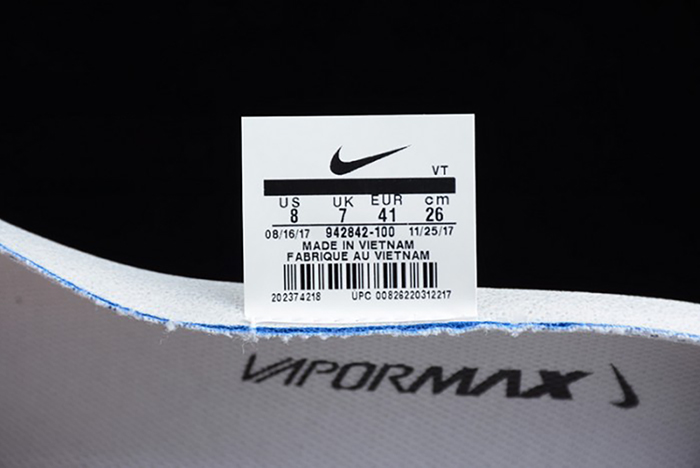 VT
US UK EUR cm
8 7 41 26
08/16/17 942842-100 11/25/17
MADE IN VIETNAM
FABRIQUE AU VIETNAM
202374218 UPC 00826220312217
VAPORMAX